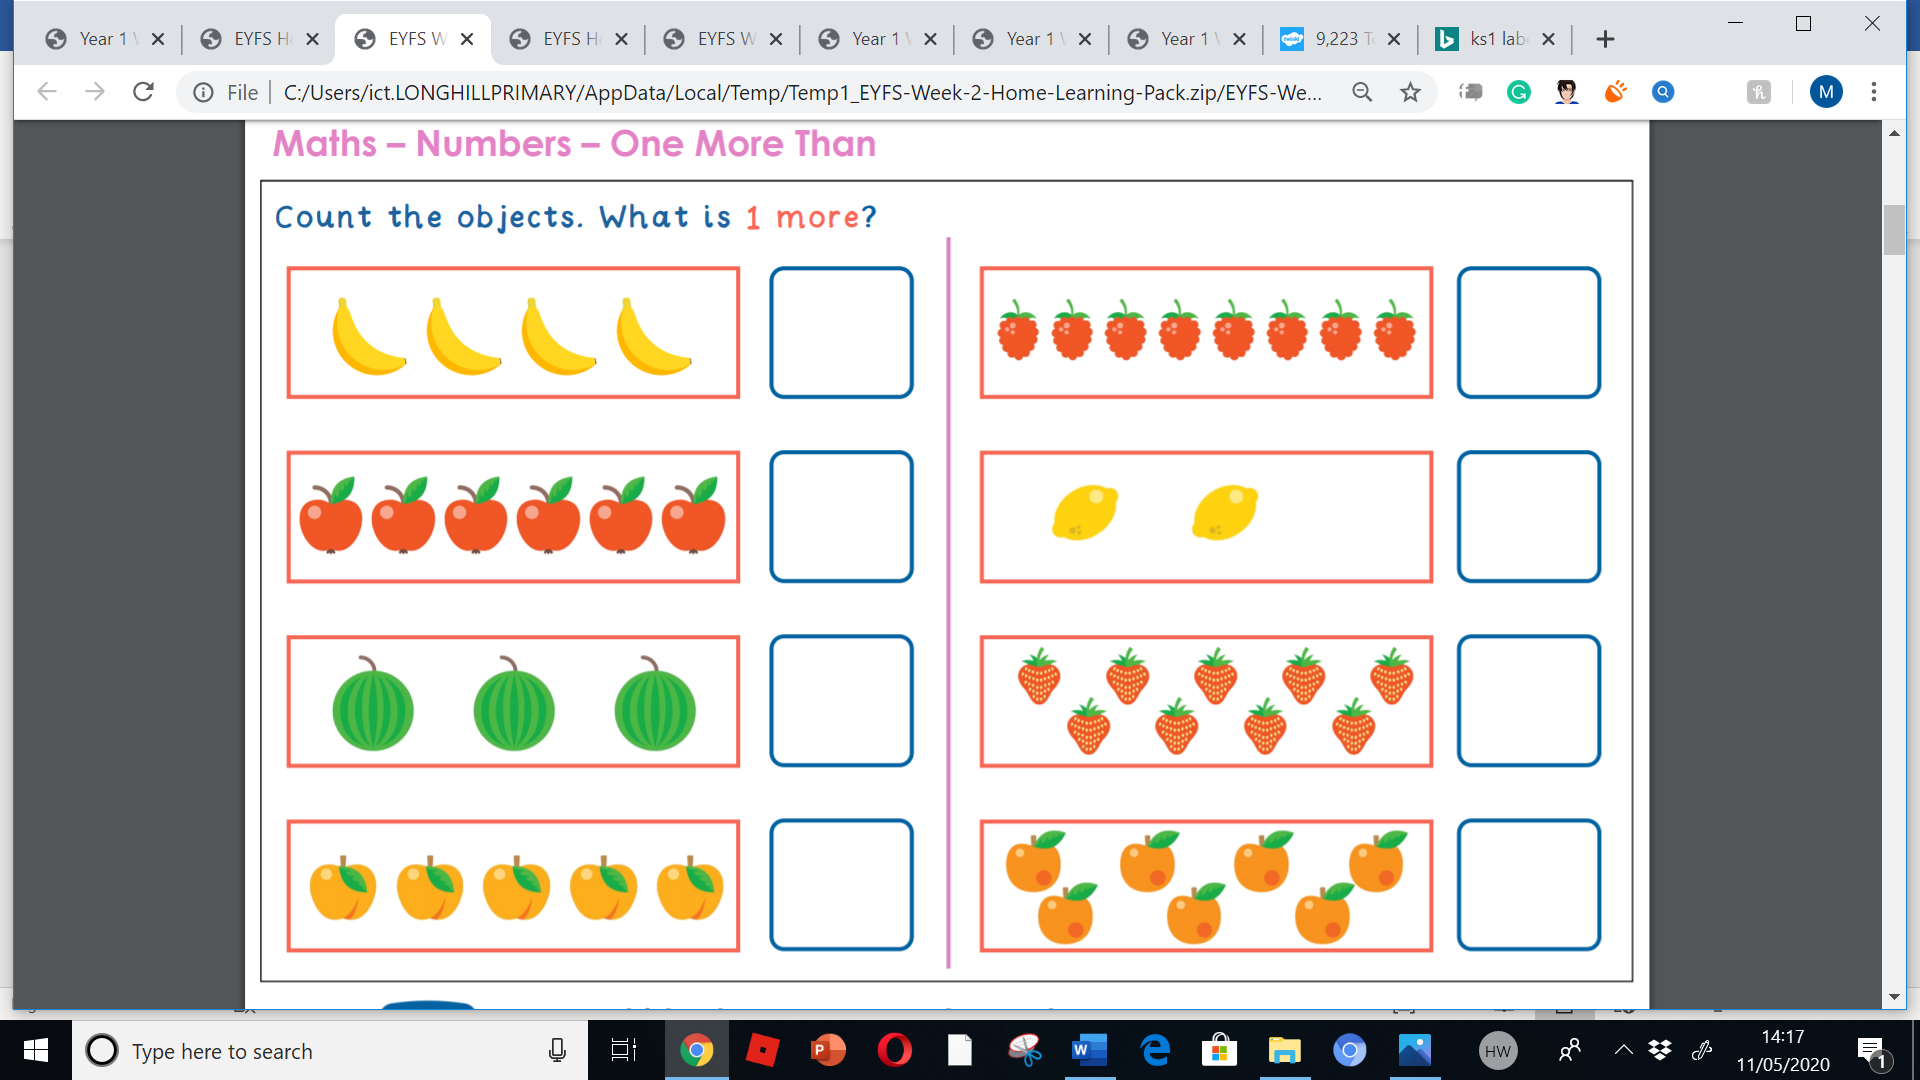 Year 1
EYFS H
EYFS W
EYFS H
EYFS W
Year 1
Year 1
Year 1
9,223 T
ks1 lab
File
C:/Users/ict.LONGHILLPRIMARY/AppData/Local/Temp/Temp1_EYFS-Week-2-Home-Learning-Pack.zip/EYFS-We...
M
Maths – Numbers – One More Than
Count the objects. What is 1 more?
Type here to search
HW
14:17
11/05/2020
1